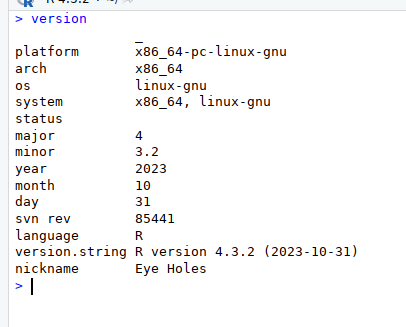 R 4.3.2 · ~/
> version
               _
platform       x86_64-pc-linux-gnu
arch           x86_64
os             linux-gnu
system         x86_64, linux-gnu
status
major          4
minor          3.2
year           2023
month          10
day            31
svn rev        85441
language       R
version.string R version 4.3.2 (2023-10-31)
nickname       Eye Holes
>